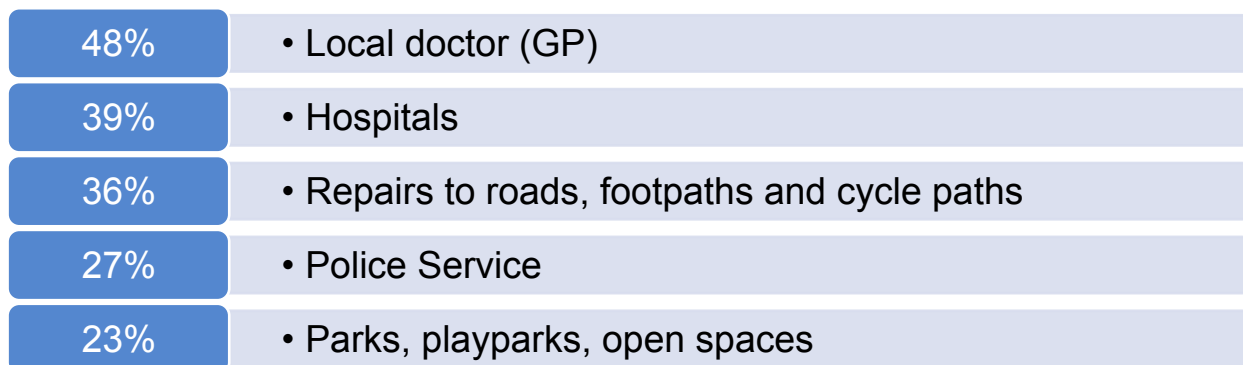 48% • Local doctor (GP)
39% • Hospitals
36% • Repairs to roads, footpaths and cycle paths
27% • Police Service
23% • Parks, playparks, open spaces